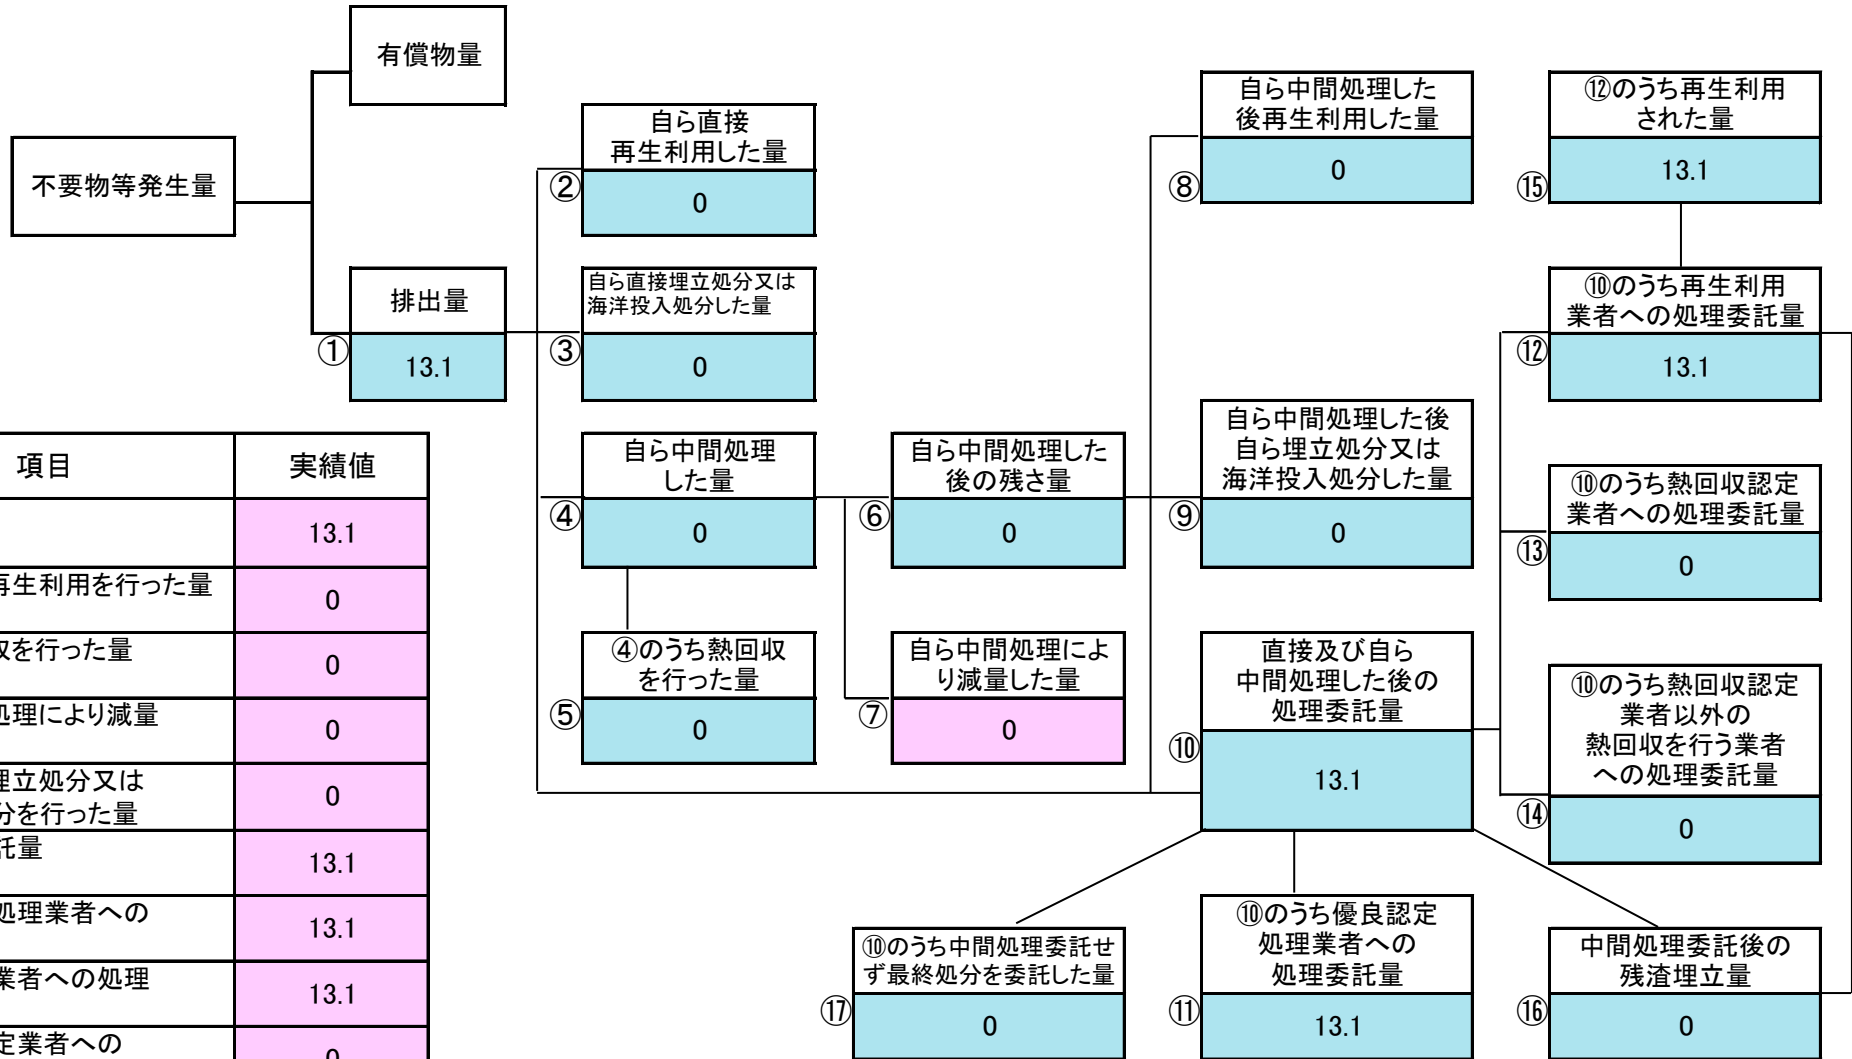 有償物量
不要物等発生量
排出量
①
13.1
自ら直接
再生利用した量
②
0
自ら直接埋立処分又は
海洋投入処分した量
③
0
自ら中間処理
した量
④
0
④のうち熱回収
を行った量
⑤
0
自ら中間処理した
後の残さ量
⑥
0
自ら中間処理によ
り減量した量
⑦
0
自ら中間処理した
後再生利用した量
⑧
0
自ら中間処理した後
自ら埋立処分又は
海洋投入処分した量
⑨
0
直接及び自ら
中間処理した後の
処理委託量
⑩
13.1
⑩のうち優良認定
処理業者への
処理委託量
⑪
13.1
⑫のうち再生利用
された量
⑮
13.1
⑩のうち再生利用
業者への処理委託量
⑫
13.1
⑩のうち熱回収認定
業者への処理委託量
⑬
0
⑩のうち熱回収認定
業者以外の
熱回収を行う業者
への処理委託量
⑭
0
中間処理委託後の
残渣埋立量
⑯
0
⑩のうち中間処理委託せ
ず最終処分を委託した量
⑰
0
項目 実績値
13.1
再生利用を行った量 0
を行った量 0
処理により減量 0
埋立処分又は
を行った量
0
託量 13.1
処理業者への 13.1
業者への処理 13.1
定業者への